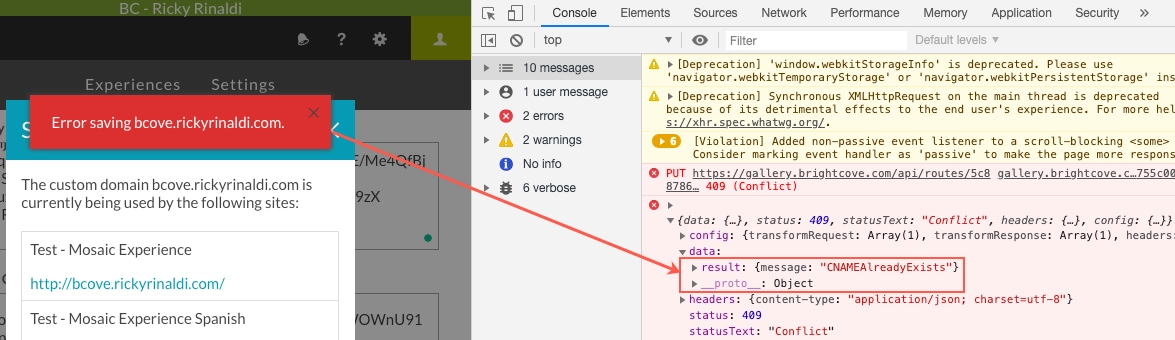 BC - Ricky Rinaldi
Experiences Settings
Error saving bcove.rickyrinaldi.com.
E/Me4QfBj
9zX
The custom domain bcove.rickyrinaldi.com is
currently being used by the following sites:
Test - Mosaic Experience
http://bcove.rickyrinaldi.com/
Test - Mosaic Experience Spanish
WOWnU91
Console Elements Sources Network Performance Memory Application Security »
top Filter Default levels ▾
10 messages
1 user message
2 errors
2 warnings
No info
6 verbose
[Deprecation] 'window.webkitStorageInfo' is deprecated. Please use
'navigator.webkitTemporaryStorage' or 'navigator.webkitPersistentStorage' ins
[Deprecation] Synchronous XMLHttpRequest on the main thread is deprecated
because of its detrimental effects to the end user's experience. For more hel
s://xhr.spec.whatwg.org/.
6 [Violation] Added non-passive event listener to a scroll-blocking <some>
Consider marking event handler as 'passive' to make the page more respons
PUT https://gallery.brightcove.com/api/routes/5c8 gallery.brightcove.c…755c00
8786… 409 (Conflict)
{data: {…}, status: 409, statusText: "Conflict", headers: {…}, config: {…}}
config: {transformRequest: Array(1), transformResponse: Array(1), headers:
data:
result: {message: "CNAMEAlreadyExists"}
__proto__: Object
headers: {content-type: "application/json; charset=utf-8"}
status: 409
statusText: "Conflict"